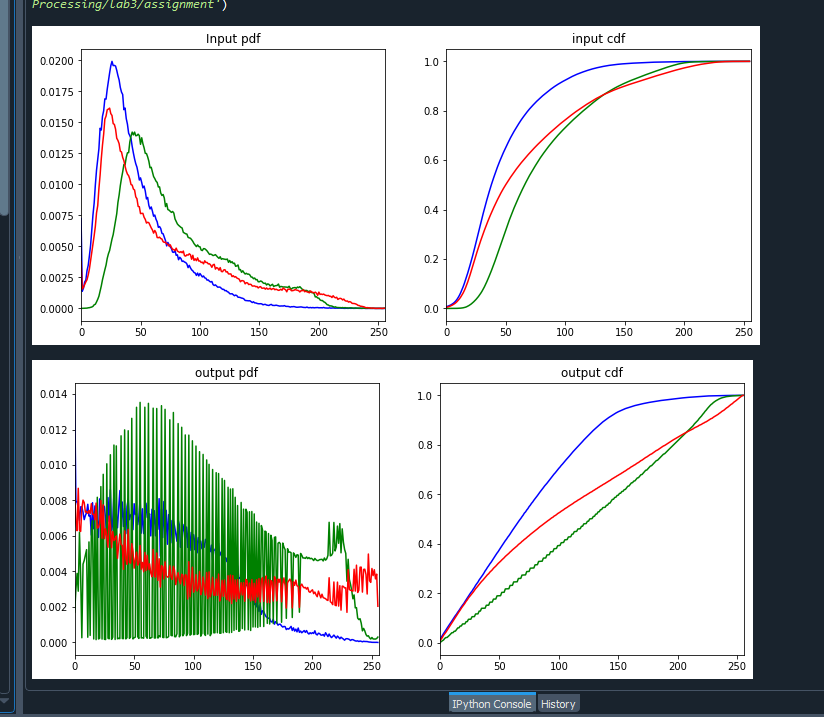 Processing/lab3/assignment')
Input pdf
0.0200
0.0175
0.0150
0.0125
0.0100
0.0075
0.0050
0.0025
0.0000
0 50 100 150 200 250
input cdf
1.0
0.8
0.6
0.4
0.2
0.0
0 50 100 150 200 250
output pdf
0.014
0.012
0.010
0.008
0.006
0.004
0.002
0.000
0 50 100 150 200 250
output cdf
1.0
0.8
0.6
0.4
0.2
0.0
0 50 100 150 200 250
IPython Console History